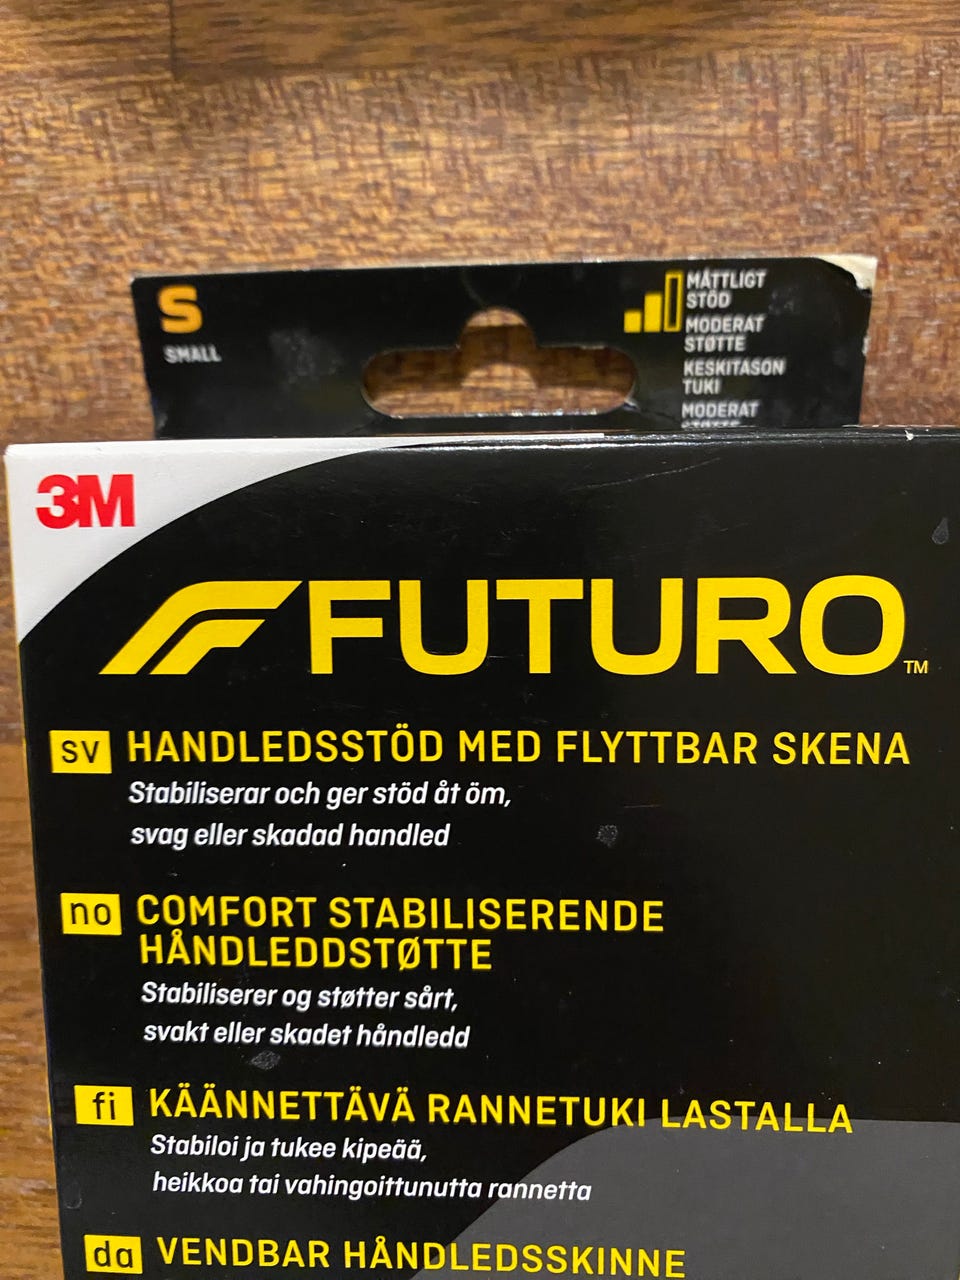 S
SMALL
MÅTTLIGT
STÖD
MODERAT
STØTTE
KESKITASON
TUKI
MODERAT
STØTTE
3M
FUTURO™
sv HANDLEDSSTÖD MED FLYTTBAR SKENA
Stabiliserar och ger stöd åt öm,
svag eller skadad handled
no COMFORT STABILISERENDE
HÅNDLEDDSTØTTE
Stabiliserer og støtter sårt,
svakt eller skadet håndledd
fi KÄÄNNETTÄVÄ RANNETUKI LASTALLA
Stabiloi ja tukee kipeää,
heikkoa tai vahingoittunutta rannetta
da VENDBAR HÅNDLEDSSKINNE